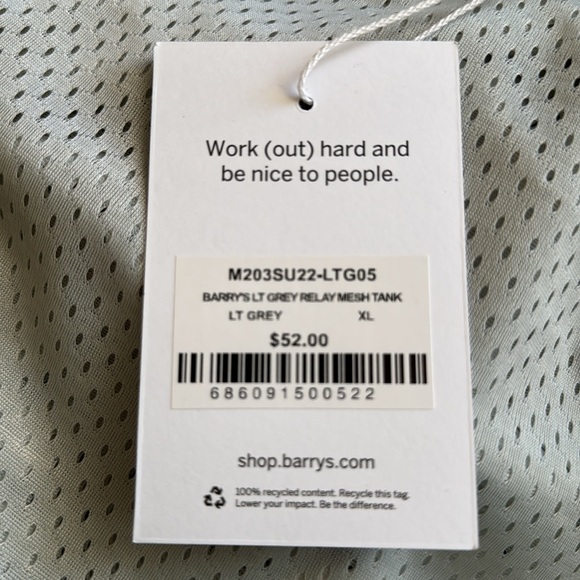 Work (out) hard and
be nice to people.
M203SU22-LTG05
BARRY'S LT GREY RELAY MESH TANK
LT GREY XL
$52.00
686091500522
shop.barrys.com
100% recycled content. Recycle this tag.
Lower your impact. Be the difference.